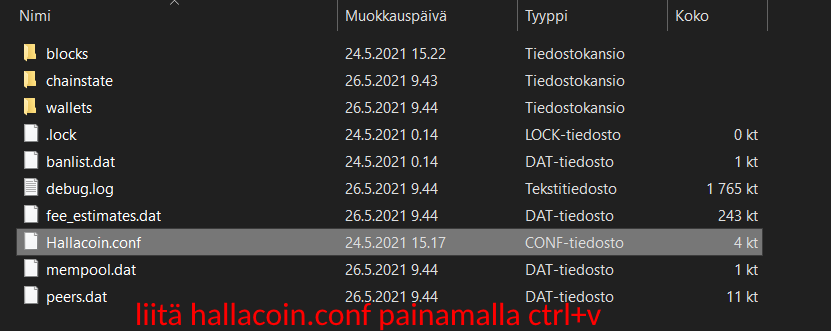 Nimi Muokkauspäivä Tyyppi Koko
blocks 24.5.2021 15.22 Tiedostokansio
chainstate 26.5.2021 9.43 Tiedostokansio
wallets 26.5.2021 9.44 Tiedostokansio
.lock 24.5.2021 0.14 LOCK-tiedosto 0 kt
banlist.dat 24.5.2021 0.14 DAT-tiedosto 1 kt
debug.log 26.5.2021 9.44 Tekstitiedosto 1 765 kt
fee_estimates.dat 26.5.2021 9.44 DAT-tiedosto 243 kt
Hallacoin.conf 24.5.2021 15.17 CONF-tiedosto 4 kt
mempool.dat 26.5.2021 9.44 DAT-tiedosto 1 kt
peers.dat 26.5.2021 9.44 DAT-tiedosto 11 kt
liitä hallacoin.conf painamalla ctrl+v